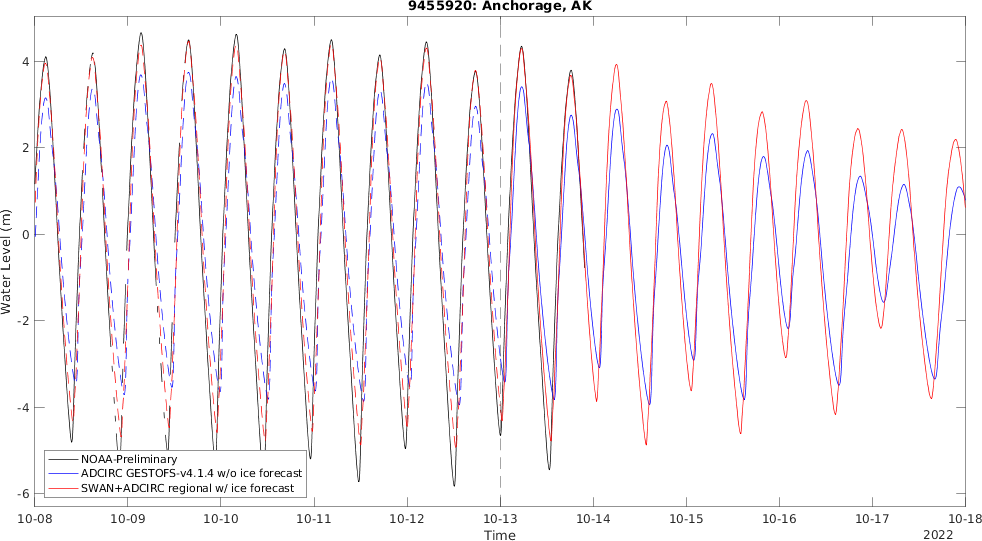 9455920: Anchorage, AK
Water Level (m)
4
2
0
-2
-4
-6
NOAA-Preliminary
ADCIRC GESTOFS-v4.1.4 w/o ice forecast
SWAN+ADCIRC regional w/ ice forecast
10-08 10-09 10-10 10-11 10-12 10-13 10-14 10-15 10-16 10-17 10-18
Time
2022